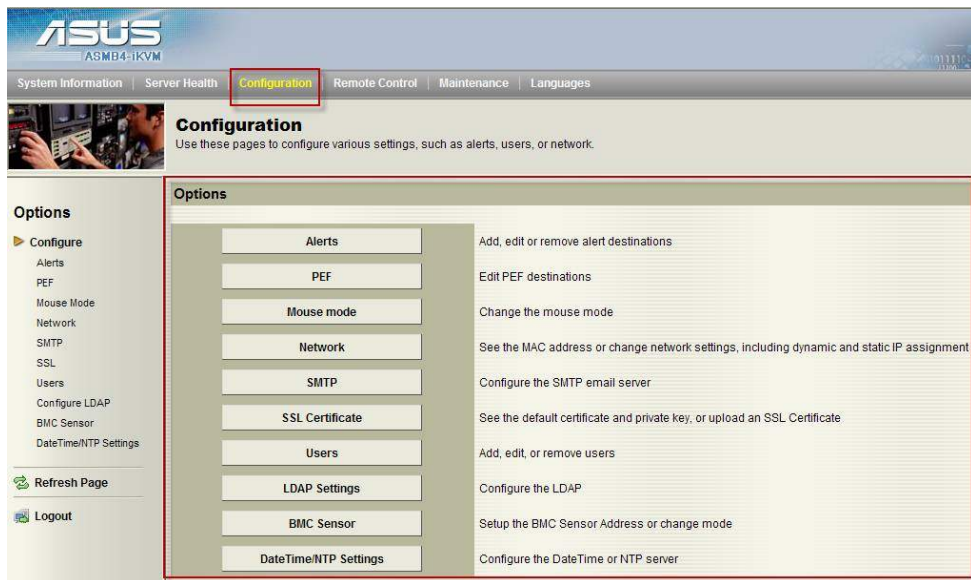 ASUS
ASMB4-iKVM
System Information | Server Health | Configuration | Remote Control | Maintenance | Languages
Configuration
Use these pages to configure various settings, such as alerts, users, or network.
Options
Configure
Alerts
PEF
Mouse Mode
Network
SMTP
SSL
Users
Configure LDAP
BMC Sensor
DateTime/NTP Settings
Refresh Page
Logout
Options
Alerts Add, edit or remove alert destinations
PEF Edit PEF destinations
Mouse mode Change the mouse mode
Network See the MAC address or change network settings, including dynamic and static IP assignment
SMTP Configure the SMTP email server
SSL Certificate See the default certificate and private key, or upload an SSL Certificate
Users Add, edit, or remove users
LDAP Settings Configure the LDAP
BMC Sensor Setup the BMC Sensor Address or change mode
DateTime/NTP Settings Configure the DateTime or NTP server